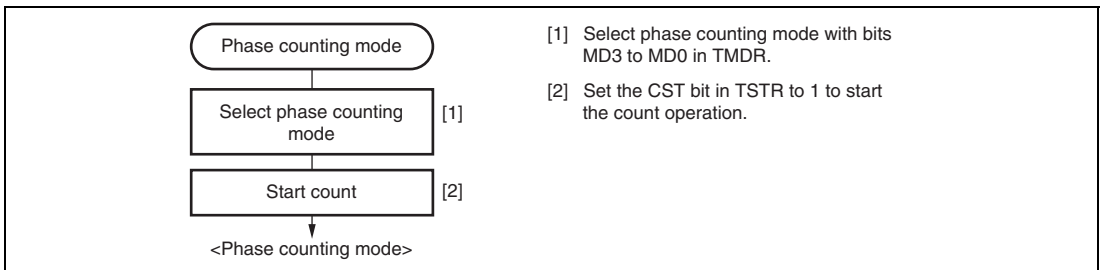 Phase counting mode
Select phase counting
mode
[1]
Start count
[2]
<Phase counting mode>
[1] Select phase counting mode with bits
MD3 to MD0 in TMDR.
[2] Set the CST bit in TSTR to 1 to start
the count operation.